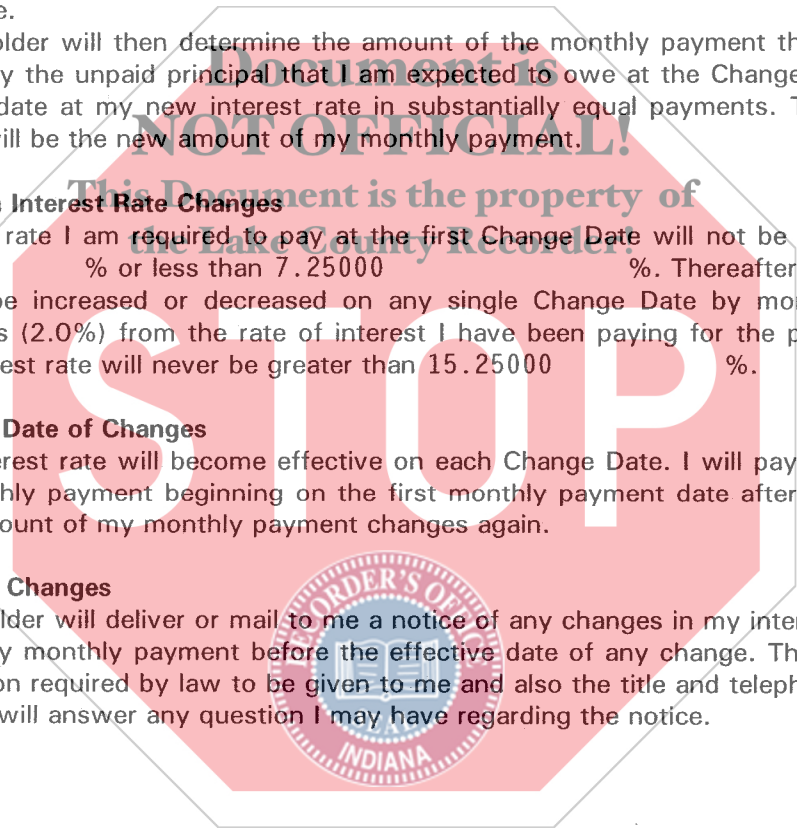 e.
older will then determine the amount of the monthly payment th
y the unpaid principal that I am expected to owe at the Change
date at my new interest rate in substantially equal payments. T
ill be the new amount of my monthly payment.
Document is
NOT OFFICIAL!
This Document is the property of
the Lake County Recorder!
Interest Rate Changes
rate I am required to pay at the first Change Date will not be
% or less than 7.25000 %. Thereafter
be increased or decreased on any single Change Date by mor
s (2.0%) from the rate of interest I have been paying for the p
rest rate will never be greater than 15.25000 %.
STOP
Date of Changes
erest rate will become effective on each Change Date. I will pay
hly payment beginning on the first monthly payment date after
ount of my monthly payment changes again.
Changes
lder will deliver or mail to me a notice of any changes in my inter
y monthly payment before the effective date of any change. Th
on required by law to be given to me and also the title and teleph
will answer any question I may have regarding the notice.
RECORDER'S OFFICE
SEAL
INDIANA